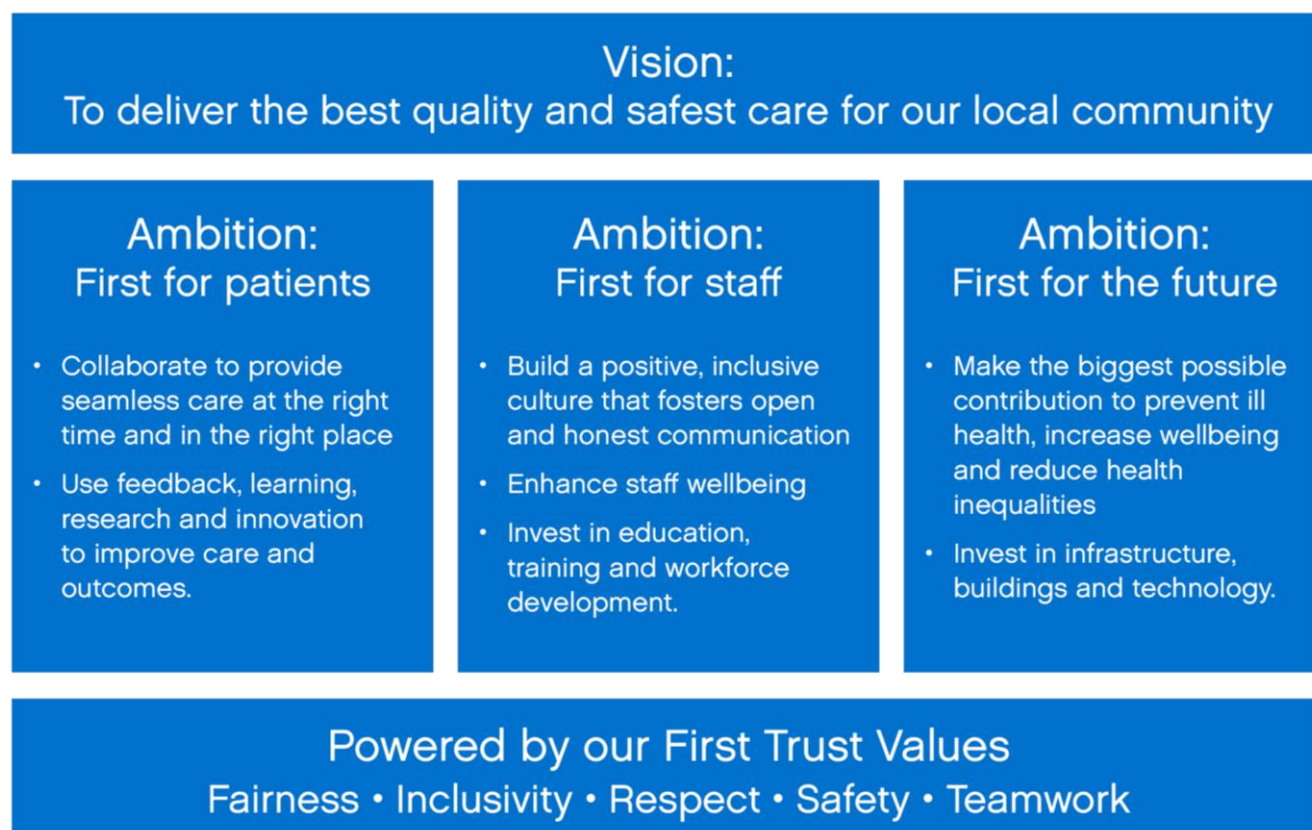 Vision:
To deliver the best quality and safest care for our local community
Ambition:
First for patients
• Collaborate to provide
seamless care at the right
time and in the right place
• Use feedback, learning,
research and innovation
to improve care and
outcomes.
Ambition:
First for staff
• Build a positive, inclusive
culture that fosters open
and honest communication
• Enhance staff wellbeing
• Invest in education,
training and workforce
development.
Ambition:
First for the future
• Make the biggest possible
contribution to prevent ill
health, increase wellbeing
and reduce health
inequalities
• Invest in infrastructure,
buildings and technology.
Powered by our First Trust Values
Fairness • Inclusivity • Respect • Safety • Teamwork